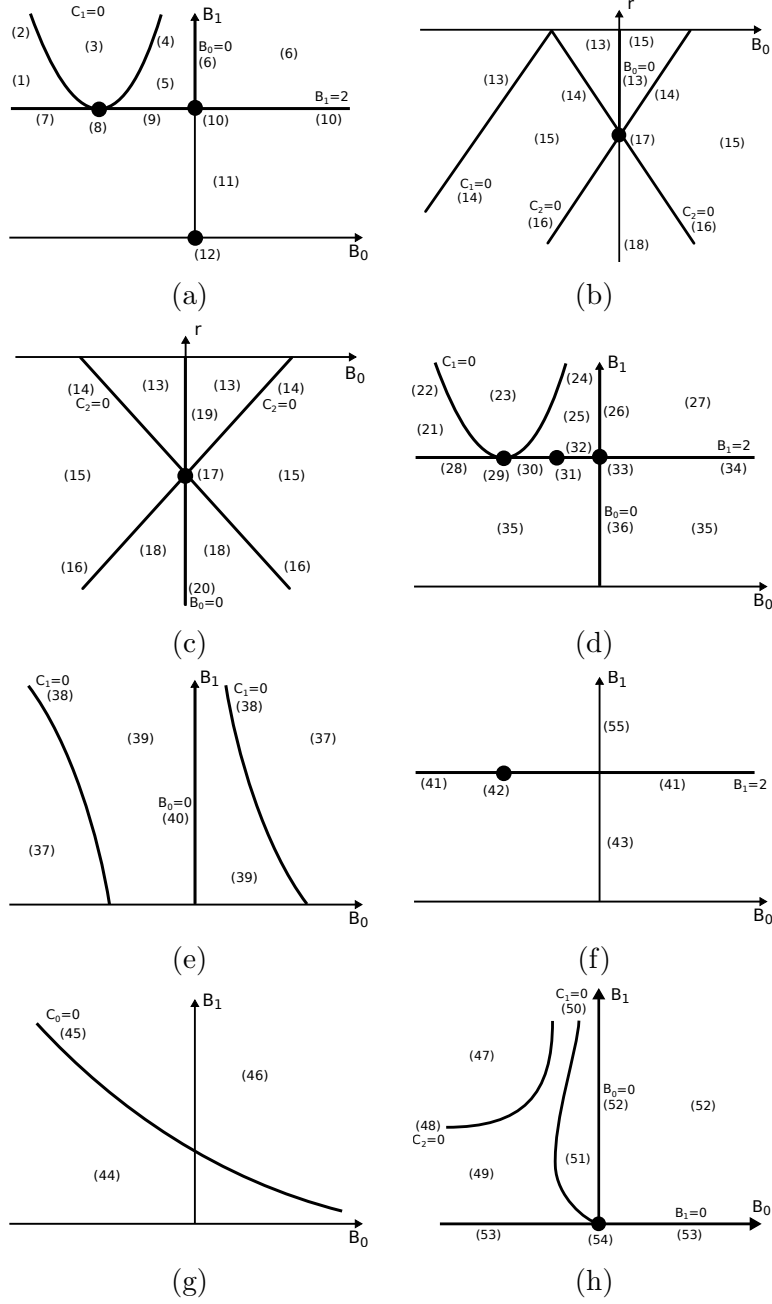 C₁=0 B₁
(2) (3) (4) B₀=0
(6) (6)
(1) (5)
B₁=2
(7) (8) (9) (10) (10)
(11)
(12) B₀
(a)
r
B₀
(13) (15)
B₀=0
(13) (13)
(14) (14)
(15) (17) (15)
C₁=0
(14)
C₂=0 C₂=0
(16) (16)
(18)
(b)
r
B₀
(14) (13) (13) (14)
C₂=0 C₂=0
(19)
(15) (17) (15)
(18) (18)
(16) (16)
(20)
B₀=0
(c)
C₁=0 B₁
(22) (23) (24)
(25) (26) (27)
(21)
(32) B₁=2
(28) (29) (30) (31) (33) (34)
B₀=0
(35) (36) (35)
B₀
(d)
C₁=0 B₁ C₁=0
(38) (38)
(39) (37)
B₀=0
(40)
(37) (39)
B₀
(e)
B₁
(55)
(41) (42) (41) B₁=2
(43)
B₀
(f)
C₀=0 B₁
(45)
(46)
(44)
B₀
(g)
C₁=0 B₁
(50)
(47)
B₀=0
(52) (52)
(48)
C₂=0
(51)
(49)
B₁=0 B₀
(53) (54) (53)
(h)